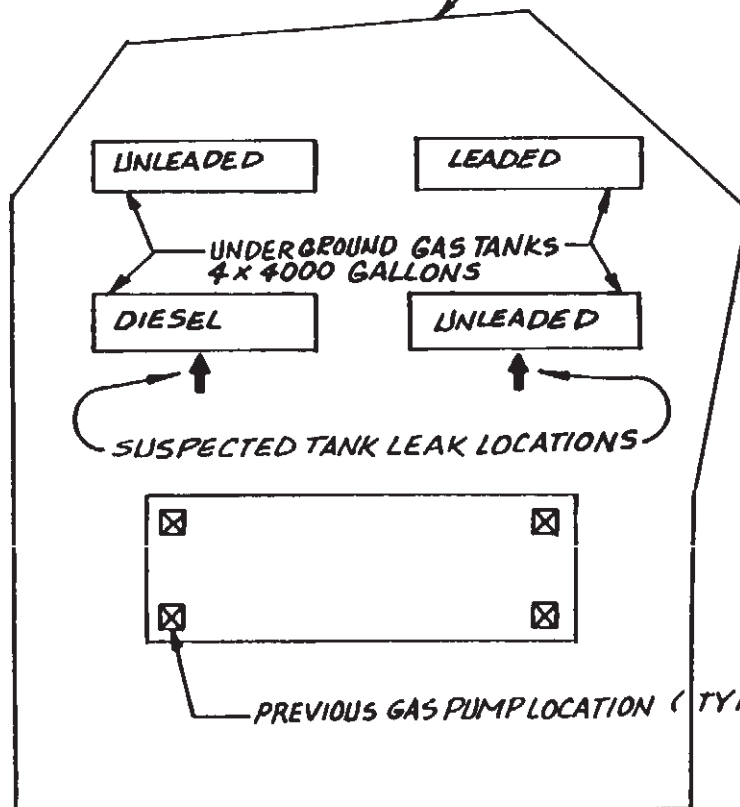 UNLEADED
LEADED
UNDERGROUND GAS TANKS
4 x 4000 GALLONS
DIESEL
UNLEADED
SUSPECTED TANK LEAK LOCATIONS
PREVIOUS GAS PUMP LOCATION